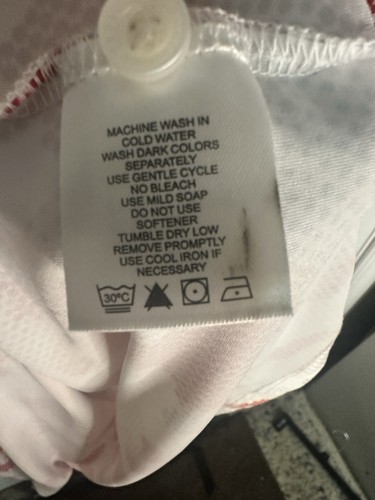 MACHINE WASH IN
COLD WATER
WASH DARK COLORS
SEPARATELY
USE GENTLE CYCLE
NO BLEACH
USE MILD SOAP
DO NOT USE
SOFTENER
TUMBLE DRY LOW
REMOVE PROMPTLY
USE COOL IRON IF
NECESSARY
30°C